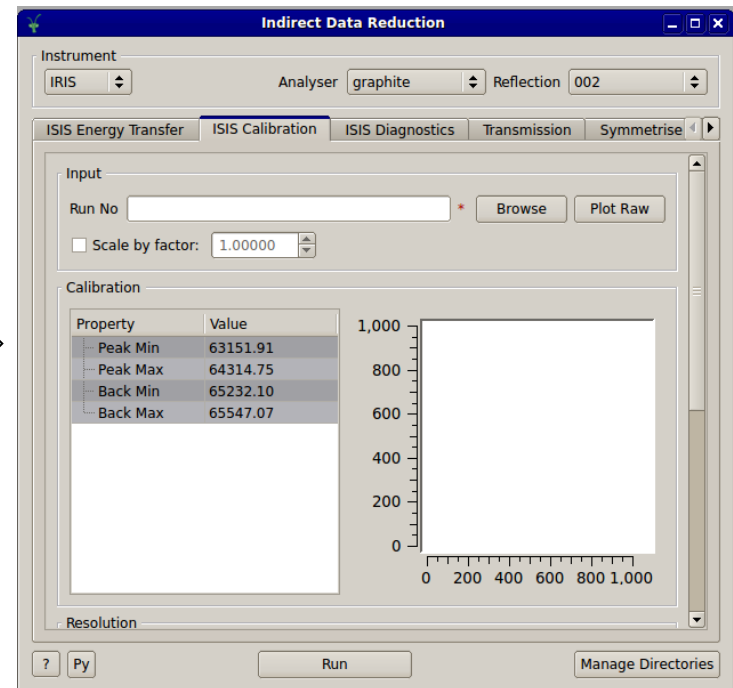 Indirect Data Reduction
Instrument
IRIS Analyser graphite Reflection 002
ISIS Energy Transfer ISIS Calibration ISIS Diagnostics Transmission Symmetrise
Input
Run No * Browse Plot Raw
Scale by factor: 1.00000
Calibration
Property Value
Peak Min 63151.91
Peak Max 64314.75
Back Min 65232.10
Back Max 65547.07
1,000
800
600
400
200
0
0 200 400 600 800 1,000
Resolution
? Py Run Manage Directories